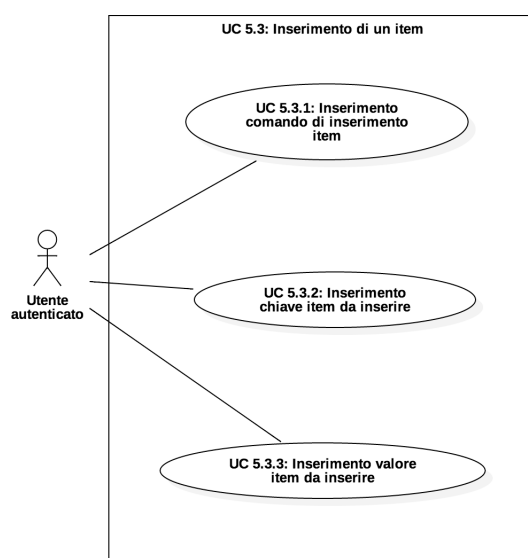 UC 5.3: Inserimento di un item
UC 5.3.1: Inserimento
comando di inserimento
item
Utente
autenticato
UC 5.3.2: Inserimento
chiave item da inserire
UC 5.3.3: Inserimento valore
item da inserire